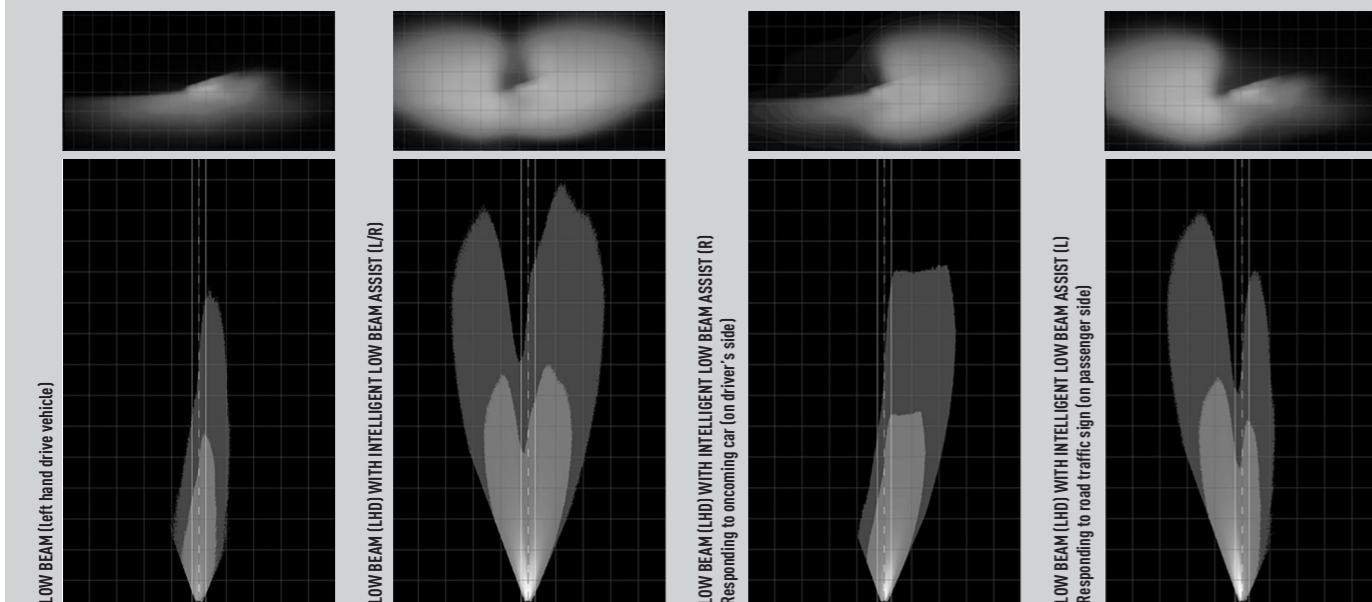 LOW BEAM (left hand drive vehicle)
LOW BEAM (LHD) WITH INTELLIGENT LOW BEAM ASSIST (L/R)
LOW BEAM (LHD) WITH INTELLIGENT LOW BEAM ASSIST (R)
Responding to oncoming car (on driver's side)
LOW BEAM (LHD) WITH INTELLIGENT LOW BEAM ASSIST (L)
Responding to road traffic sign (on passenger side)